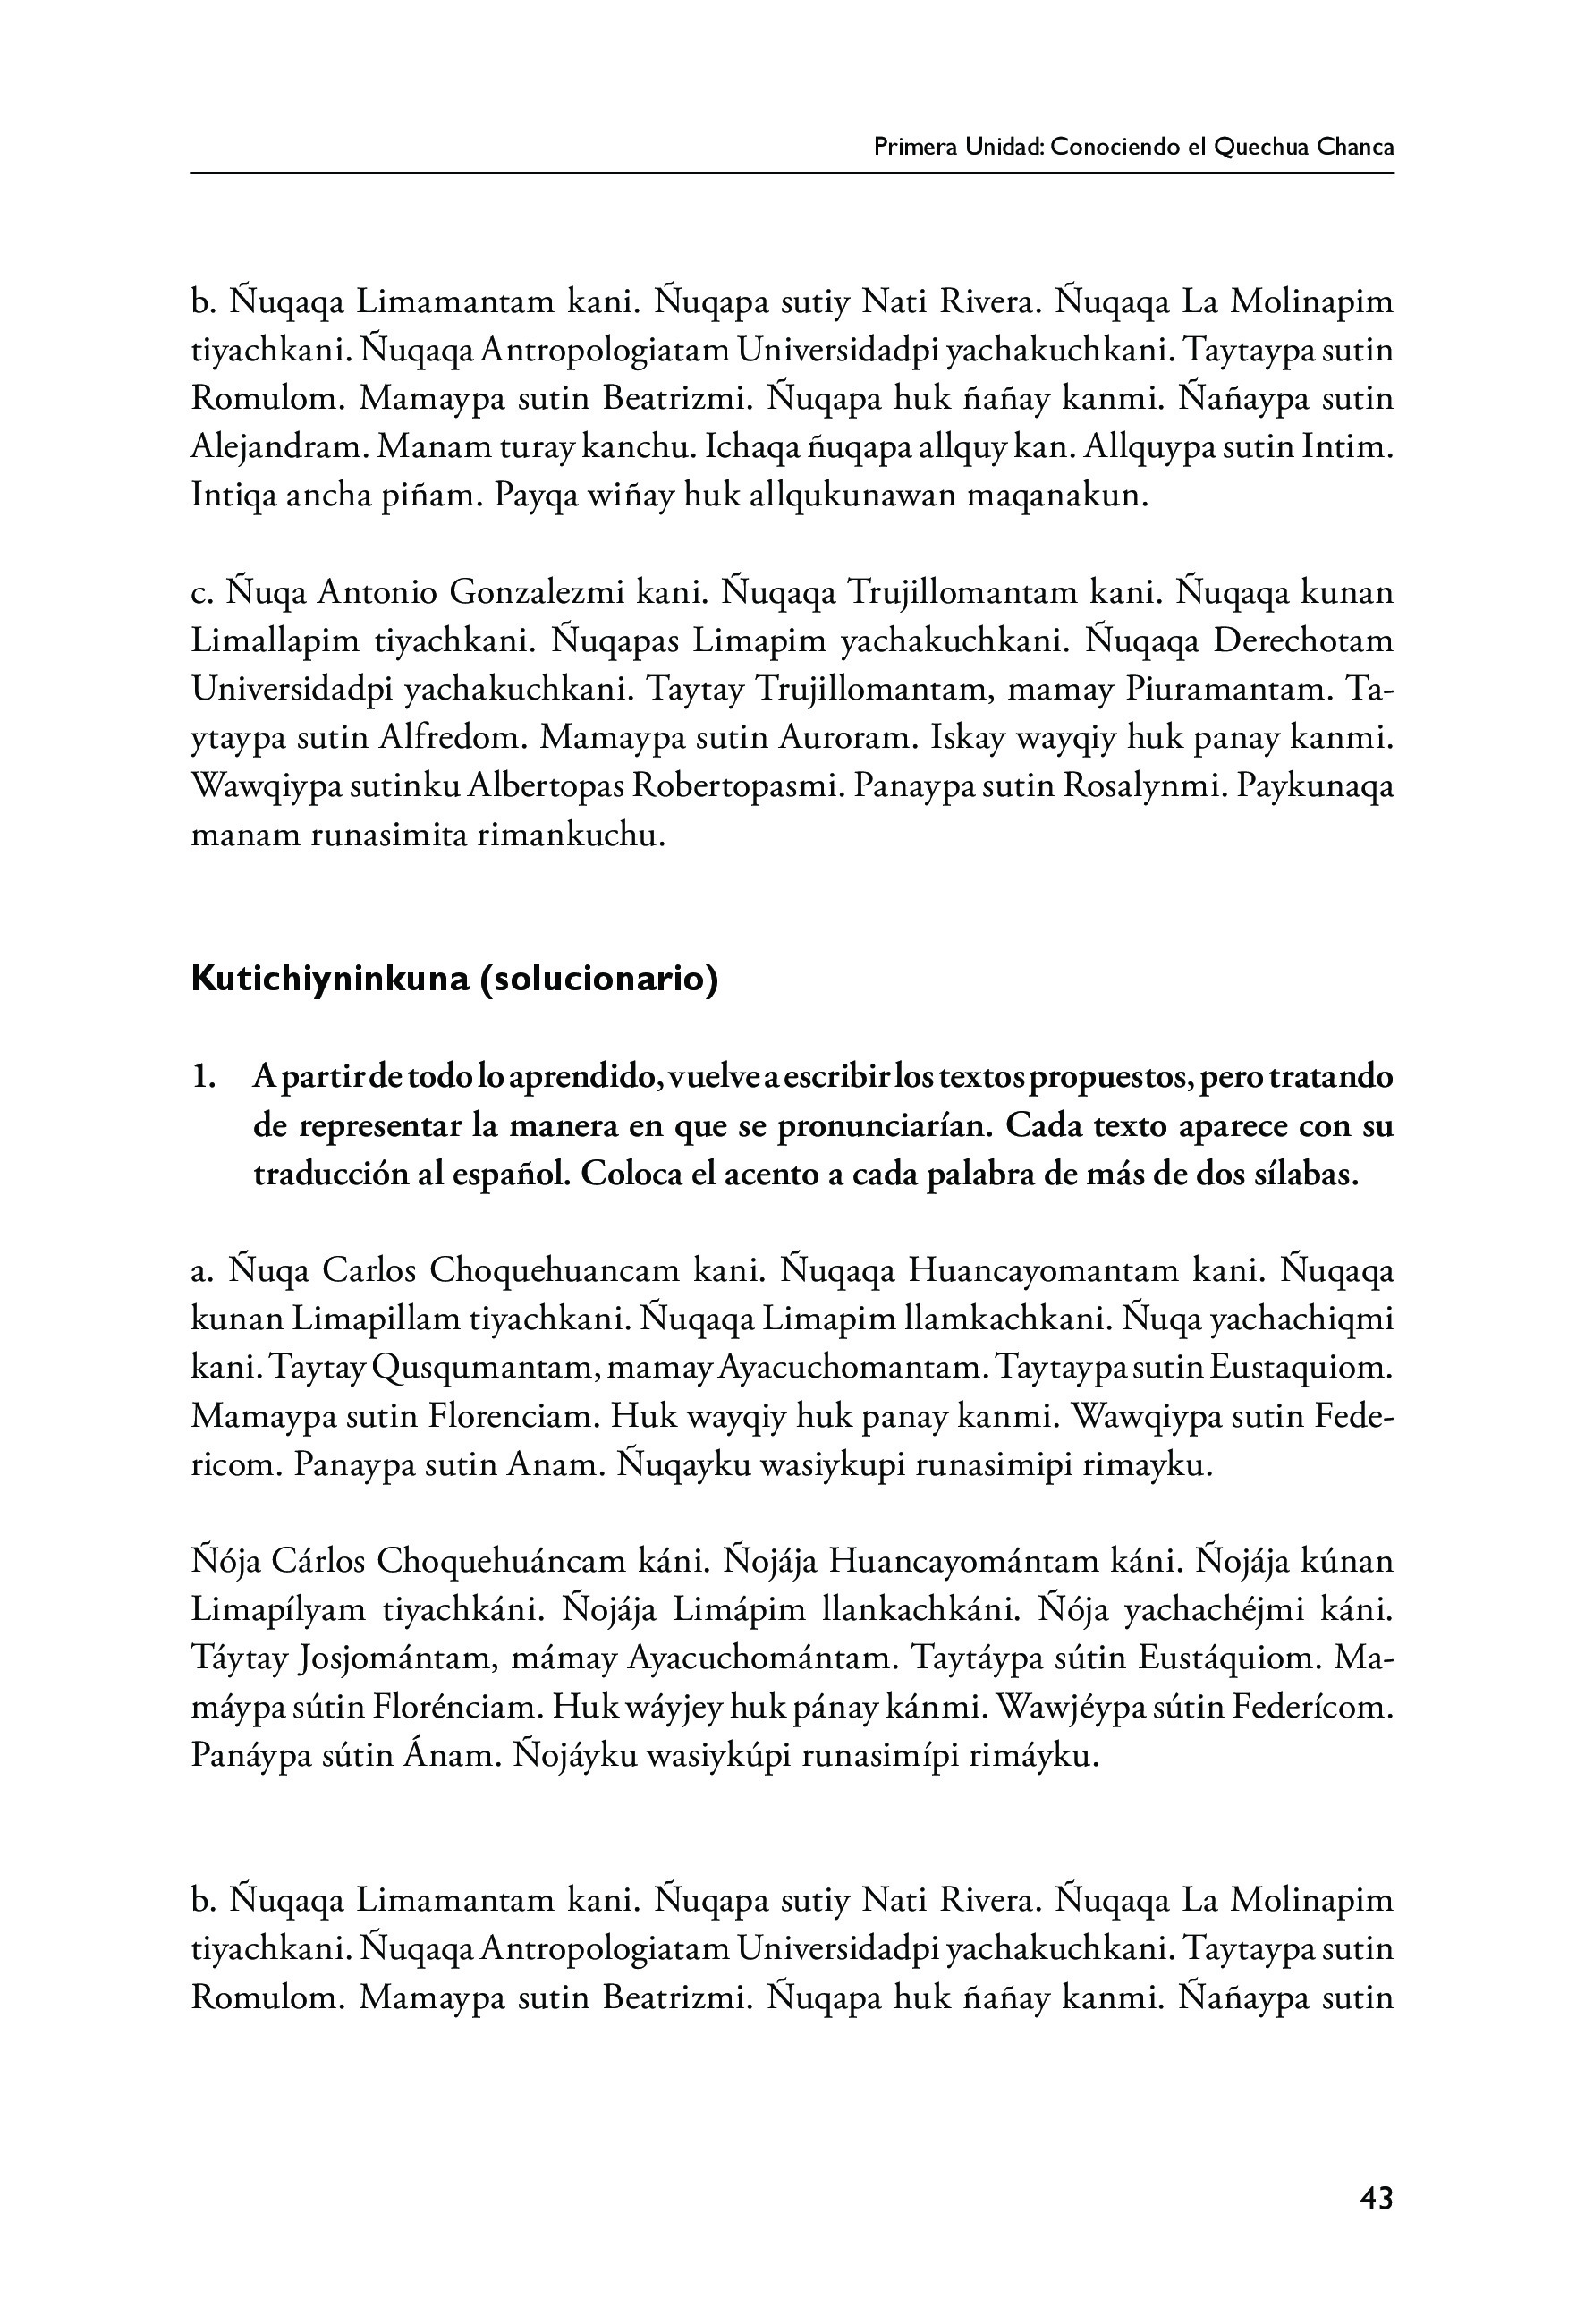 Primera Unidad: Conociendo el Quechua Chanca
b. Ñuqaqa Limamantam kani. Ñuqapa sutiy Nati Rivera. Ñuqaqa La Molinapim
tiyachkani. Ñuqaqa Antropologiatam Universidadpi yachakuchkani. Taytaypa sutin
Romulom. Mamaypa sutin Beatrizmi. Ñuqapa huk ñañay kanmi. Ñañaypa sutin
Alejandram. Manam turay kanchu. Ichaqa ñuqapa allquy kan. Allquypa sutin Intim.
Intiqa ancha piñam. Payqa wiñay huk allqukunawan maqanakun.
c. Ñuqa Antonio Gonzalezmi kani. Ñuqaqa Trujillomantam kani. Ñuqaqa kunan
Limallapim tiyachkani. Ñuqapas Limapim yachakuchkani. Ñuqaqa Derechotam
Universidadpi yachakuchkani. Taytay Trujillomantam, mamay Piuramantam. Ta-
ytaypa sutin Alfredom. Mamaypa sutin Auroram. Iskay wayqiy huk panay kanmi.
Wawqiypa sutinku Albertopas Robertopasmi. Panaypa sutin Rosalynmi. Paykunaqa
manam runasimita rimankuchu.
Kutichiyninkuna (solucionario)
1. A partir de todo lo aprendido, vuelve a escribir los textos propuestos, pero tratando
de representar la manera en que se pronunciarían. Cada texto aparece con su
traducción al español. Coloca el acento a cada palabra de más de dos sílabas.
a. Ñuqa Carlos Choquehuancam kani. Ñuqaqa Huancayomantam kani. Ñuqaqa
kunan Limapillam tiyachkani. Ñuqaqa Limapim llamkachkani. Ñuqa yachachiqmi
kani. Taytay Qusqumantam, mamay Ayacuchomantam. Taytaypa sutin Eustaquiom.
Mamaypa sutin Florenciam. Huk wayqiy huk panay kanmi. Wawqiypa sutin Fede-
ricom. Panaypa sutin Anam. Ñuqayku wasiykupi runasimipi rimayku.
Ñója Cárlos Choquehuáncam káni. Ñojája Huancayomántam káni. Ñojája kúnan
Limapílyam tiyachkáni. Ñojája Limápim llankachkáni. Ñója yachachéjmi káni.
Táytay Josjomántam, mámay Ayacuchomántam. Taytáypa sútin Eustáquiom. Ma-
máypa sútin Florénciam. Huk wáyjey huk pánay kánmi. Wawjéypa sútin Federícom.
Panáypa sútin Ánam. Ñojáyku wasiykúpi runasimípi rimáyku.
b. Ñuqaqa Limamantam kani. Ñuqapa sutiy Nati Rivera. Ñuqaqa La Molinapim
tiyachkani. Ñuqaqa Antropologiatam Universidadpi yachakuchkani. Taytaypa sutin
Romulom. Mamaypa sutin Beatrizmi. Ñuqapa huk ñañay kanmi. Ñañaypa sutin
43